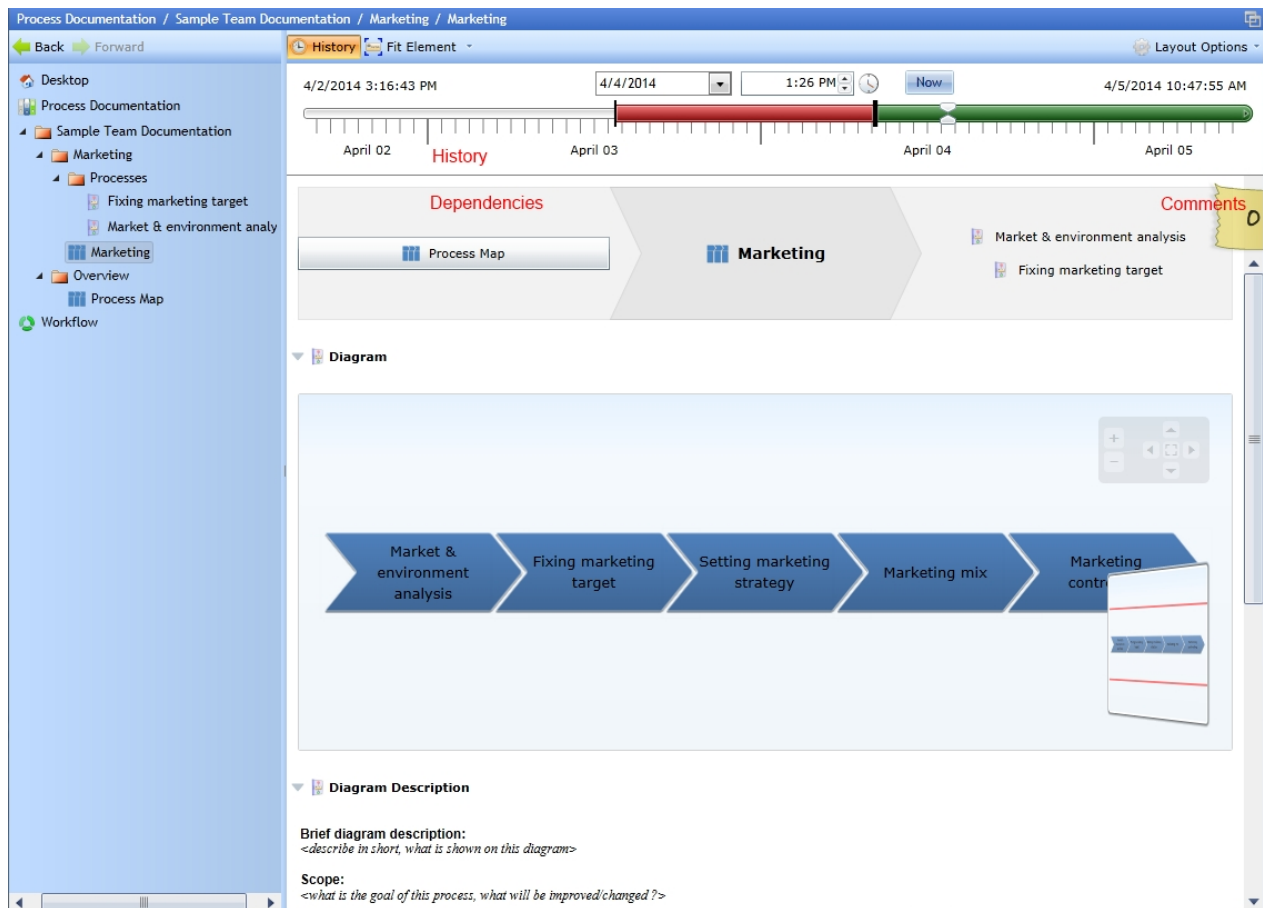 Process Documentation / Sample Team Documentation / Marketing / Marketing
Back Forward
History Fit Element
Layout Options
Desktop
Process Documentation
Sample Team Documentation
Marketing
Processes
Fixing marketing target
Market & environment analy
Marketing
Overview
Process Map
Workflow
4/2/2014 3:16:43 PM
4/4/2014
1:26 PM
Now
4/5/2014 10:47:55 AM
April 02
April 03
April 04
April 05
History
Dependencies
Comments
0
Process Map
Marketing
Market & environment analysis
Fixing marketing target
Diagram
Market &
environment
analysis
Fixing marketing
target
Setting marketing
strategy
Marketing mix
Marketing
Diagram Description
Brief diagram description:
<describe in short, what is shown on this diagram>
Scope:
<what is the goal of this process, what will be improved/changed ?>